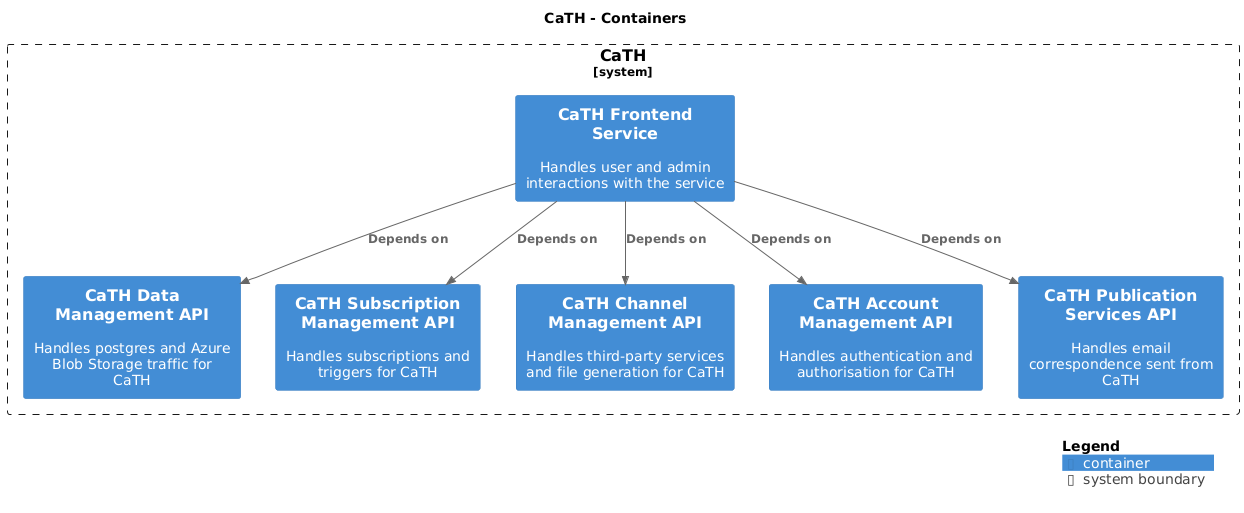 CaTH - Containers
CaTH
[system]
CaTH Frontend
Service
Handles user and admin
interactions with the service
Depends on
Depends on
Depends on
Depends on
Depends on
CaTH Data
Management API
Handles postgres and Azure
Blob Storage traffic for
CaTH
CaTH Subscription
Management API
Handles subscriptions and
triggers for CaTH
CaTH Channel
Management API
Handles third-party services
and file generation for CaTH
CaTH Account
Management API
Handles authentication and
authorisation for CaTH
CaTH Publication
Services API
Handles email
correspondence sent from
CaTH
Legend
container
system boundary